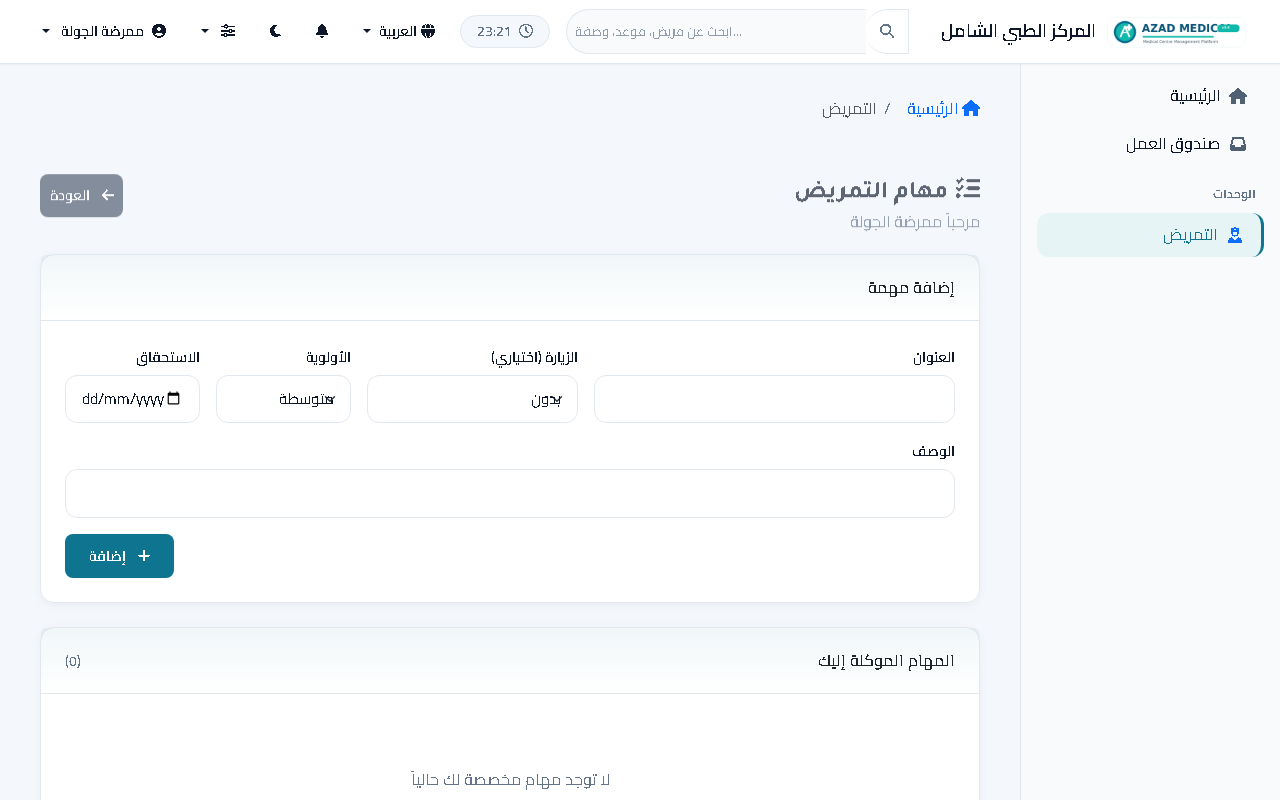 AZAD MEDIC
Medical Centre Management Platform
المركز الطبي الشامل
ابحث عن مريض، موعد، وصفة...
23:21
العربية
ممرضة الجولة
الرئيسية
صندوق العمل
الوحدات
التمريض
الرئيسية / التمريض
مهام التمريض
مرحباً ممرضة الجولة
العودة
إضافة مهمة
العنوان
الزيارة (اختياري)
الأولوية
الاستحقاق
بدون
متوسطة
dd/mm/yyyy
الوصف
إضافة
المهام الموكلة إليك
(0)
لا توجد مهام مخصصة لك حالياً